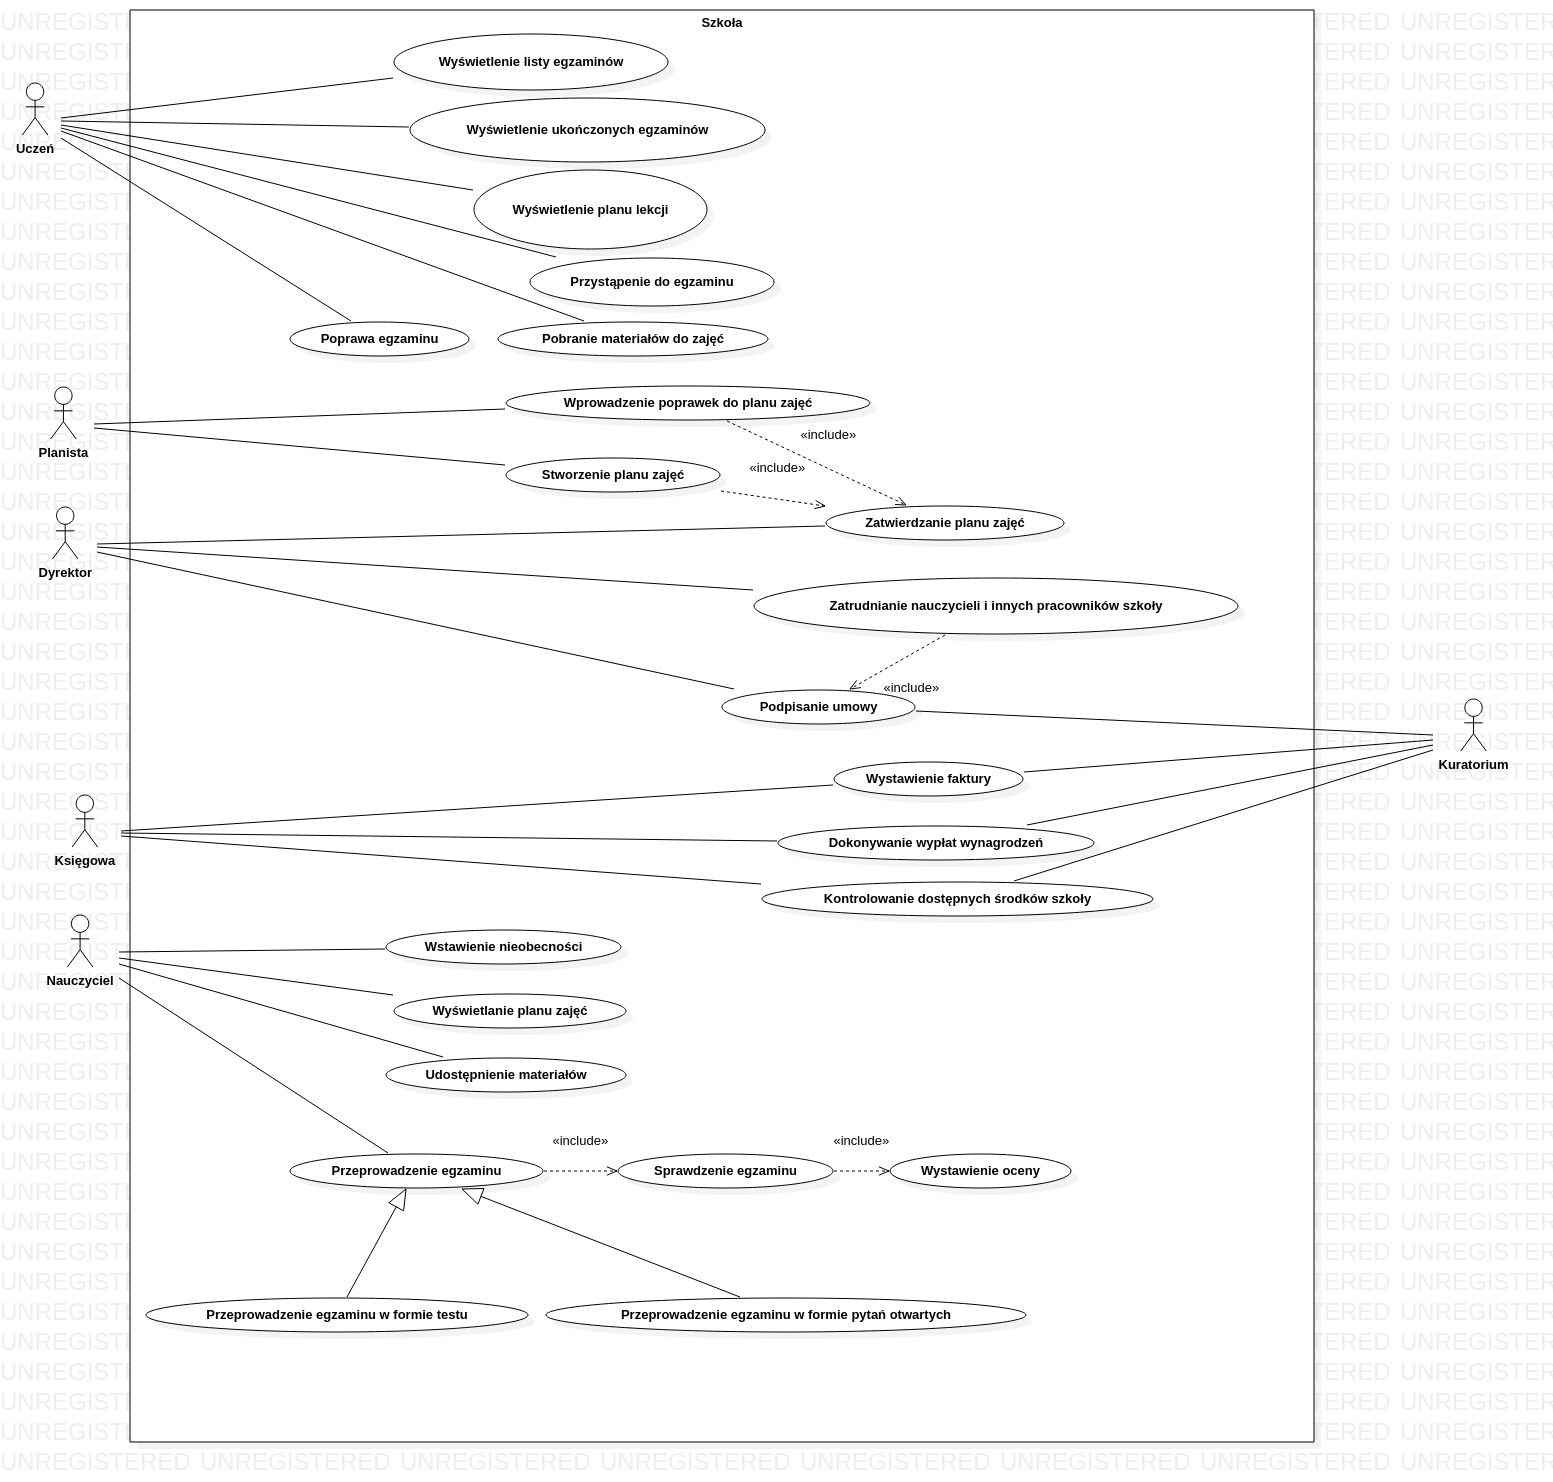 Szkoła
Wyświetlenie listy egzaminów
Wyświetlenie ukończonych egzaminów
Uczeń
Wyświetlenie planu lekcji
Przystąpenie do egzaminu
Poprawa egzaminu
Pobranie materiałów do zajęć
Wprowadzenie poprawek do planu zajęć
«include»
Planista
«include»
Stworzenie planu zajęć
Zatwierdzanie planu zajęć
Dyrektor
Zatrudnianie nauczycieli i innych pracowników szkoły
«include»
Podpisanie umowy
Kuratorium
Wystawienie faktury
Dokonywanie wypłat wynagrodzeń
Księgowa
Kontrolowanie dostępnych środków szkoły
Wstawienie nieobecności
Nauczyciel
Wyświetlanie planu zajęć
Udostępnienie materiałów
«include»
«include»
Przeprowadzenie egzaminu
Sprawdzenie egzaminu
Wystawienie oceny
Przeprowadzenie egzaminu w formie testu
Przeprowadzenie egzaminu w formie pytań otwartych
UNREGISTERED UNREGISTERED UNREGISTERED UNREGISTERED UNREGISTERED UNREGISTERED UNREGISTERED